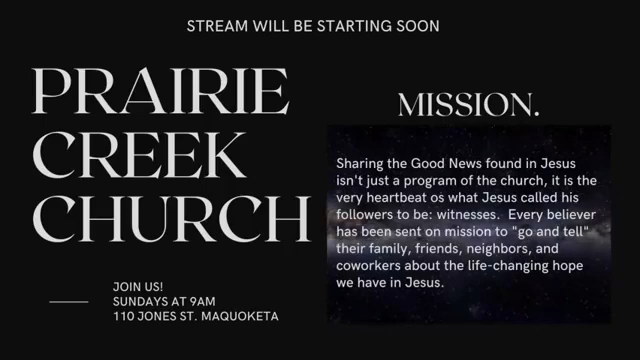 STREAM WILL BE STARTING SOON
PRAIRIE
CREEK
CHURCH
JOIN US!
SUNDAYS AT 9AM
110 JONES ST. MAQUOKETA
MISSION.
Sharing the Good News found in Jesus
isn't just a program of the church, it is the
very heartbeat os what Jesus called his
followers to be: witnesses.  Every believer
has been sent on mission to "go and tell"
their family, friends, neighbors, and
coworkers about the life-changing hope
we have in Jesus.